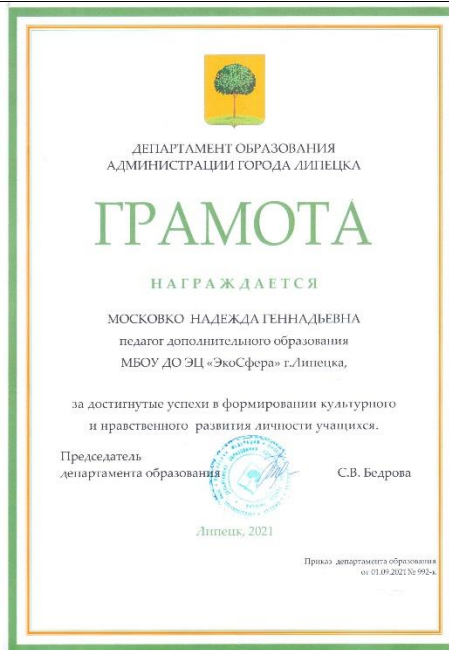 ДЕПАРТАМЕНТ ОБРАЗОВАНИЯ
АДМИНИСТРАЦИИ ГОРОДА ЛИПЕЦКА
ГРАМОТА
НАГРАЖДАЕТСЯ
МОСКОВКО НАДЕЖДА ГЕННАДЬЕВНА
педагог дополнительного образования
МБОУ ДО ЭЦ «ЭкоСфера» г.Липецка,
за достигнутые успехи в формировании культурного
и нравственного развития личности учащихся.
Председатель
департамента образования
С.В. Бедрова
Липецк, 2021
Приказ департамента образования
от 01.09.2021 № 992-к